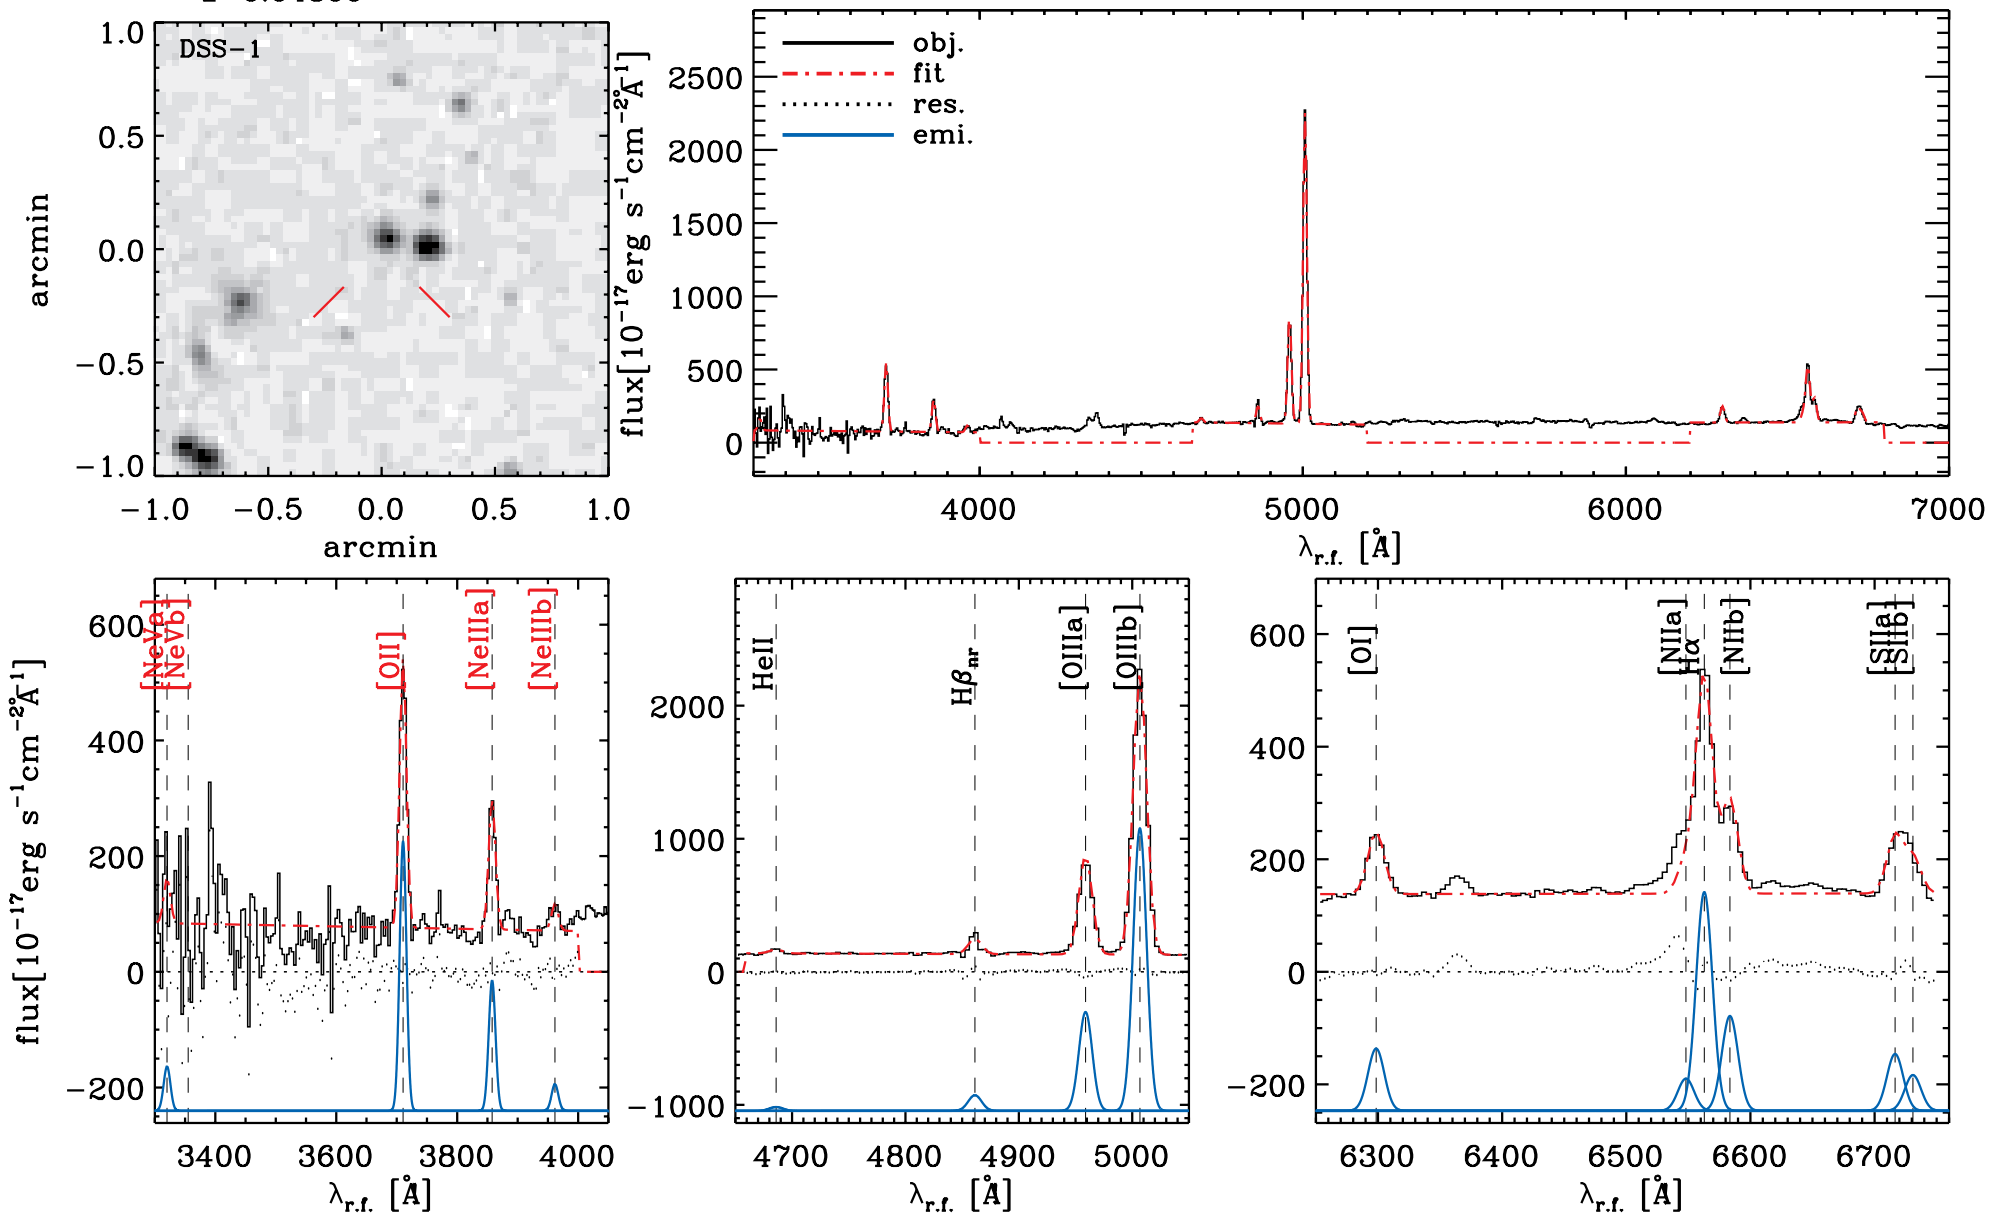 DSS−1
1.0
0.5
0.0
−0.5
−1.0
arcmin
−1.0 −0.5 0.0 0.5 1.0
arcmin
flux[10⁻¹⁷erg s⁻¹cm⁻²Å⁻¹]
obj.
fit
res.
emi.
2500
2000
1500
1000
500
0
4000 5000 6000 7000
λr.f. [Å]
flux[10⁻¹⁷erg s⁻¹cm⁻²Å⁻¹]
600
400
200
0
−200
[NeVa]
[NeVb]
[OII]
[NeIIIa]
[NeIIIb]
3400 3600 3800 4000
λr.f. [Å]
2000
1000
0
−1000
HeII
Hβnr
[OIIIa]
[OIIIb]
4700 4800 4900 5000
λr.f. [Å]
600
400
200
0
−200
[OI]
[NIIa]
Hα
[NIIb]
[SIIa]
[SIIb]
6300 6400 6500 6600 6700
λr.f. [Å]